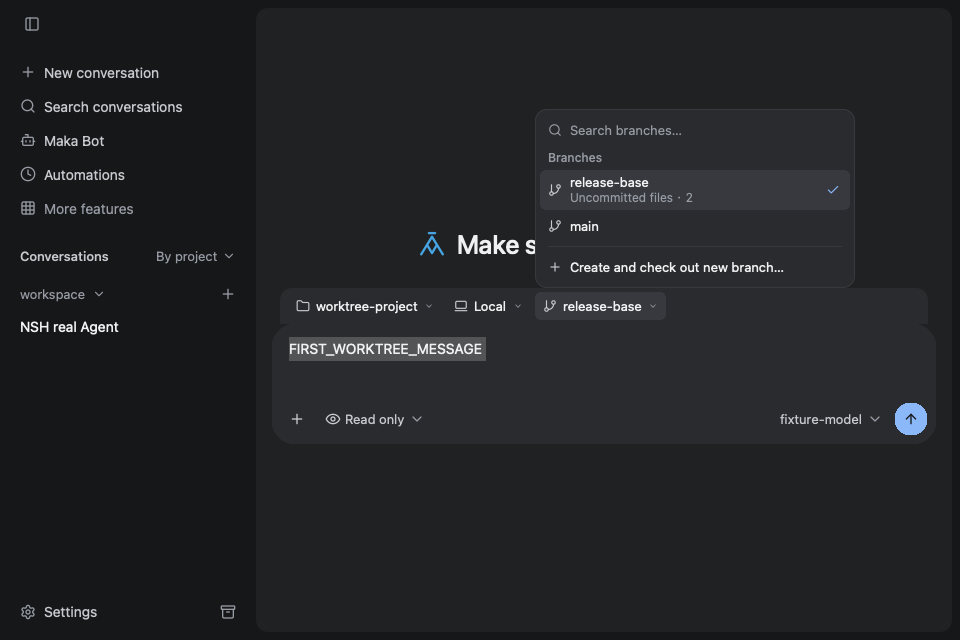 New conversation
Search conversations
Maka Bot
Automations
More features
Conversations
By project
workspace
NSH real Agent
Settings
Search branches...
Branches
release-base
Uncommitted files · 2
main
Create and check out new branch...
Make s
worktree-project
Local
release-base
FIRST_WORKTREE_MESSAGE
Read only
fixture-model